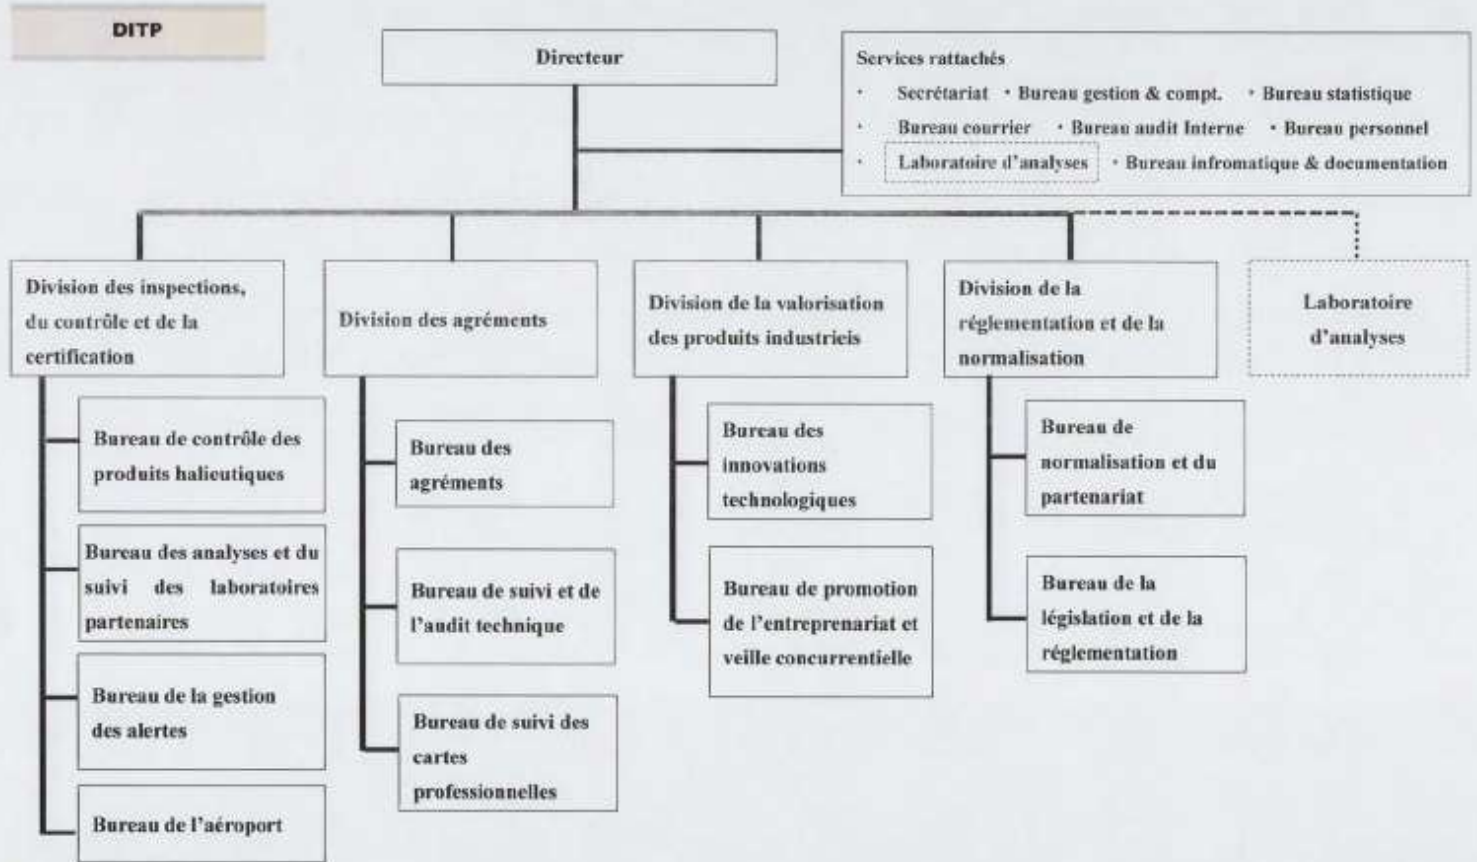 DITP
Directeur
Services rattachés
· Secrétariat · Bureau gestion & compt. · Bureau statistique
· Bureau courrier · Bureau audit Interne · Bureau personnel
· Laboratoire d'analyses · Bureau infromatique & documentation
Division des inspections,
du contrôle et de la
certification
Bureau de contrôle des
produits halieutiques
Bureau des analyses et du
suivi des laboratoires
partenaires
Bureau de la gestion
des alertes
Bureau de l'aéroport
Division des agréments
Bureau des
agréments
Bureau de suivi et de
l'audit technique
Bureau de suivi des
cartes
professionnelles
Division de la valorisation
des produits industriels
Bureau des
innovations
technologiques
Bureau de promotion
de l'entreprenariat et
veille concurrentielle
Division de la
réglementation et de la
normalisation
Bureau de
normalisation et du
partenariat
Bureau de la
législation et de la
réglementation
Laboratoire
d'analyses